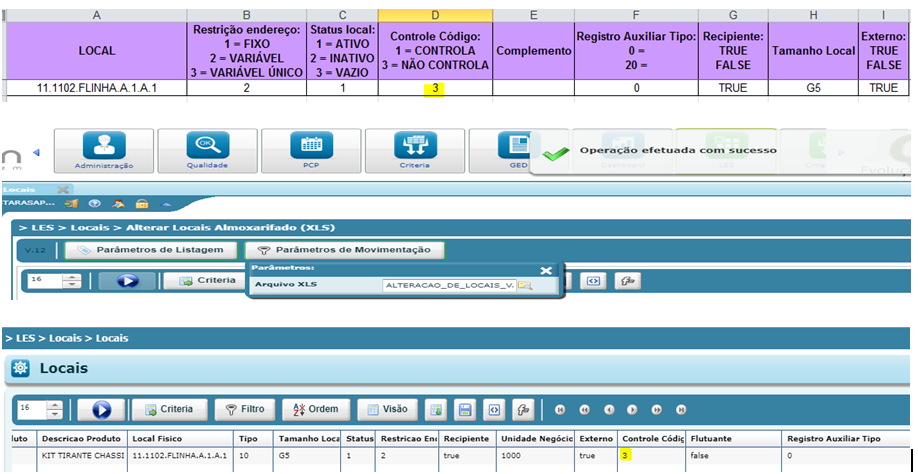 A B C D E F G H I
LOCAL
Restrição endereço:
1 = FIXO
2 = VARIÁVEL
3 = VARIÁVEL ÚNICO
Status local:
1 = ATIVO
2 = INATIVO
3 = VAZIO
Controle Código:
1 = CONTROLA
3 = NÃO CONTROLA
Complemento
Registro Auxiliar Tipo:
0 =
20 =
Recipiente:
TRUE
FALSE
Tamanho Local
Externo:
TRUE
FALSE
11.1102.FLINHA.A.1.A.1 2 1 3 0 TRUE G5 TRUE
Administração
Qualidade
PCP
Criteria
GED
Operação efetuada com sucesso
Locais
TARASAP...
> LES > Locais > Alterar Locais Almoxarifado (XLS)
V.12 Parâmetros de Listagem Parâmetros de Movimentação
16 Criteria
Parâmetros:
Arquivo XLS ALTERACAO_DE_LOCAIS_V.
> LES > Locais > Locais
Locais
16 Criteria Filtro Ordem Visão
luto Descricao Produto Local Fisico Tipo Tamanho Loca Status Restricao En Recipiente Unidade Negócic Externo Controle Códig Flutuante Registro Auxiliar Tipo
KIT TIRANTE CHASSI 11.1102.FLINHA.A.1.A.1 10 G5 1 2 true 1000 true 3 false 0